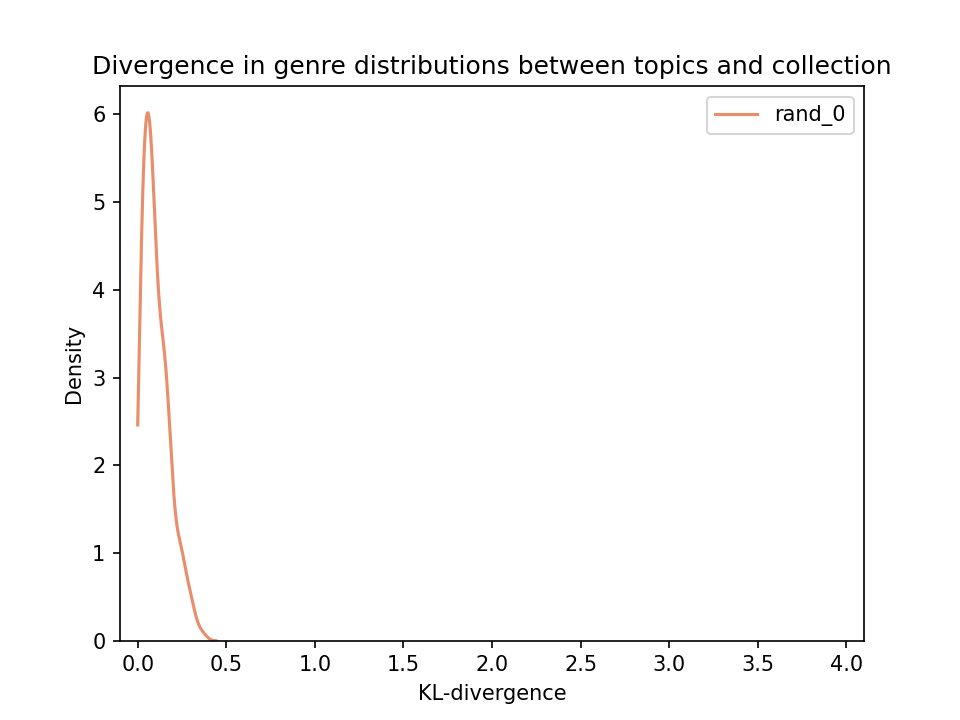 Divergence in genre distributions between topics and collection
rand_0
6
5
4
3
2
1
0
Density
0.0 0.5 1.0 1.5 2.0 2.5 3.0 3.5 4.0
KL-divergence